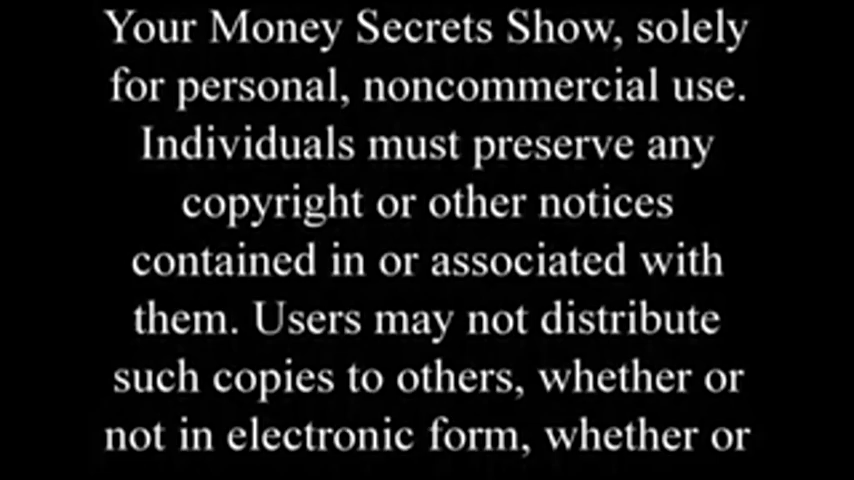 Your Money Secrets Show, solely
for personal, noncommercial use.
Individuals must preserve any
copyright or other notices
contained in or associated with
them. Users may not distribute
such copies to others, whether or
not in electronic form, whether or